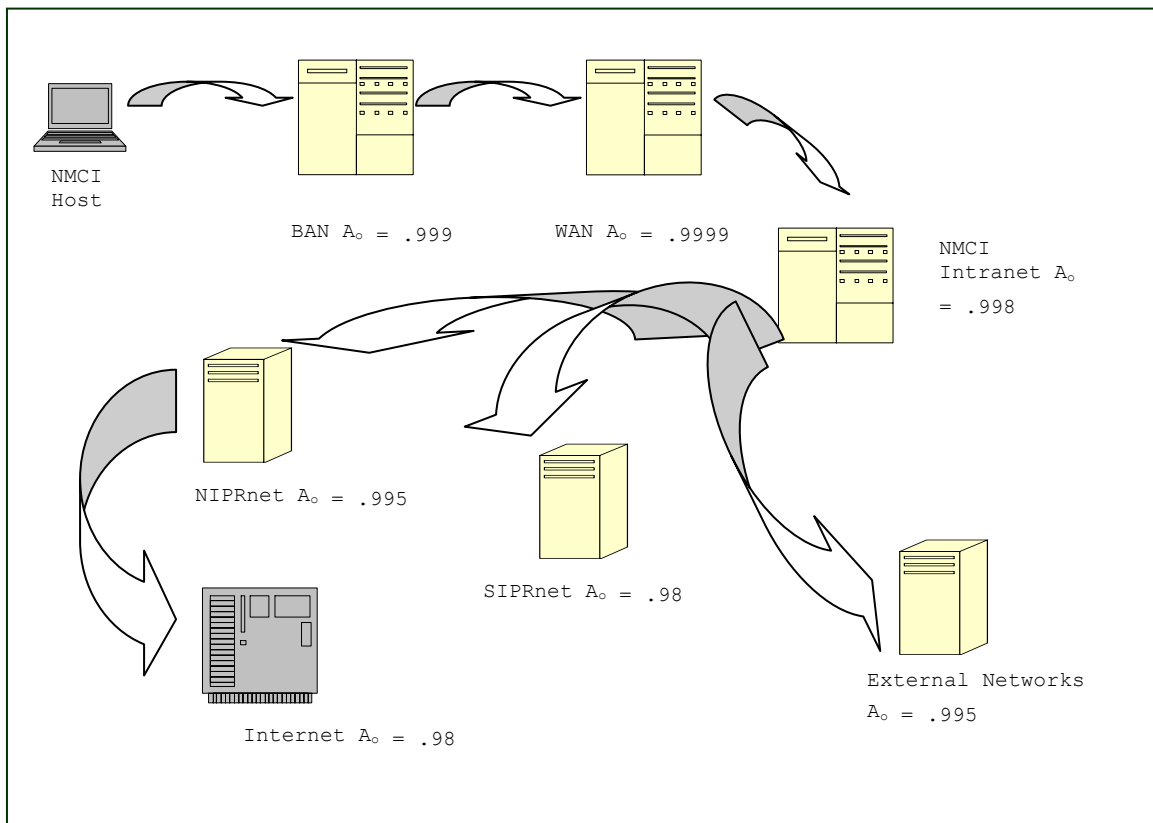 NMCI
Host
BAN Aₒ = .999
WAN Aₒ = .9999
NMCI
Intranet Aₒ
= .998
NIPRnet Aₒ = .995
SIPRnet Aₒ = .98
External Networks
Aₒ = .995
Internet Aₒ = .98